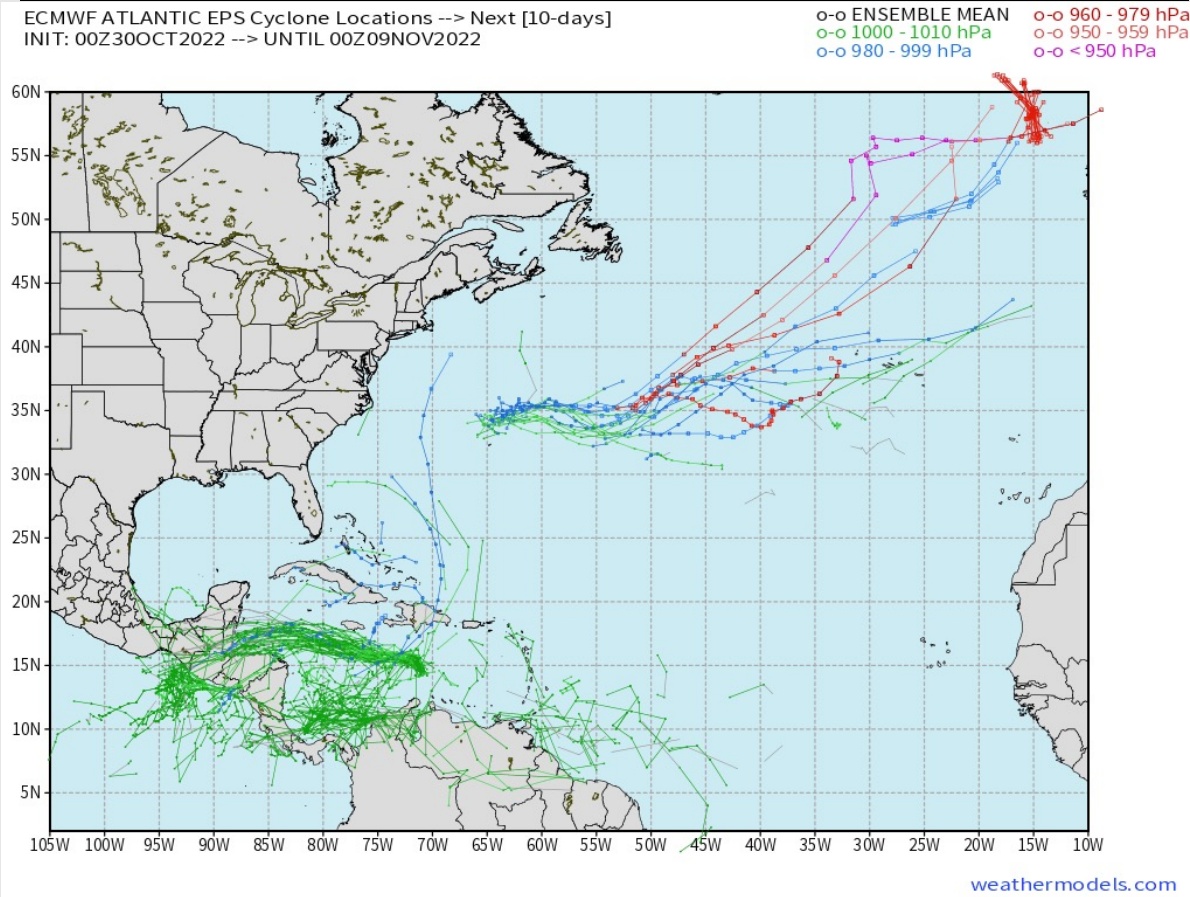 ECMWF ATLANTIC EPS Cyclone Locations --> Next [10-days]
INIT: 00Z30OCT2022 --> UNTIL 00Z09NOV2022
o-o ENSEMBLE MEAN
o-o 960 - 979 hPa
o-o 1000 - 1010 hPa
o-o 950 - 959 hPa
o-o 980 - 999 hPa
o-o < 950 hPa
60N
55N
50N
45N
40N
35N
30N
25N
20N
15N
10N
5N
105W 100W 95W 90W 85W 80W 75W 70W 65W 60W 55W 50W 45W 40W 35W 30W 25W 20W 15W 10W
weathermodels.com